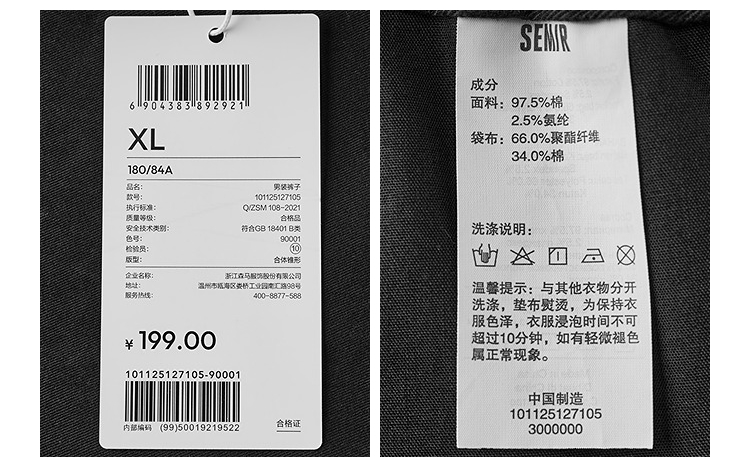 6 904383 892921
XL
180/84A
品名: 男装裤子
款号: 101125127105
执行标准: Q/ZSM 108-2021
质量等级: 合格品
安全技术类别: 符合GB 18401 B类
色号: 90001
检验员: 10
版型: 合体锥形
企业名称: 浙江森马服饰股份有限公司
地址: 温州市瓯海区娄桥工业园南汇路98号
服务热线: 400-8877-588
¥ 199.00
101125127105-90001
内部编码 (99)50019219522
合格证
SEMIR
成分
面料: 97.5%棉
2.5%氨纶
袋布: 66.0%聚酯纤维
34.0%棉
洗涤说明:
温馨提示: 与其他衣物分开
洗涤, 垫布熨烫, 为保持衣
服色泽, 衣服浸泡时间不可
超过10分钟, 如有轻微褪色
属正常现象。
中国制造
101125127105
3000000